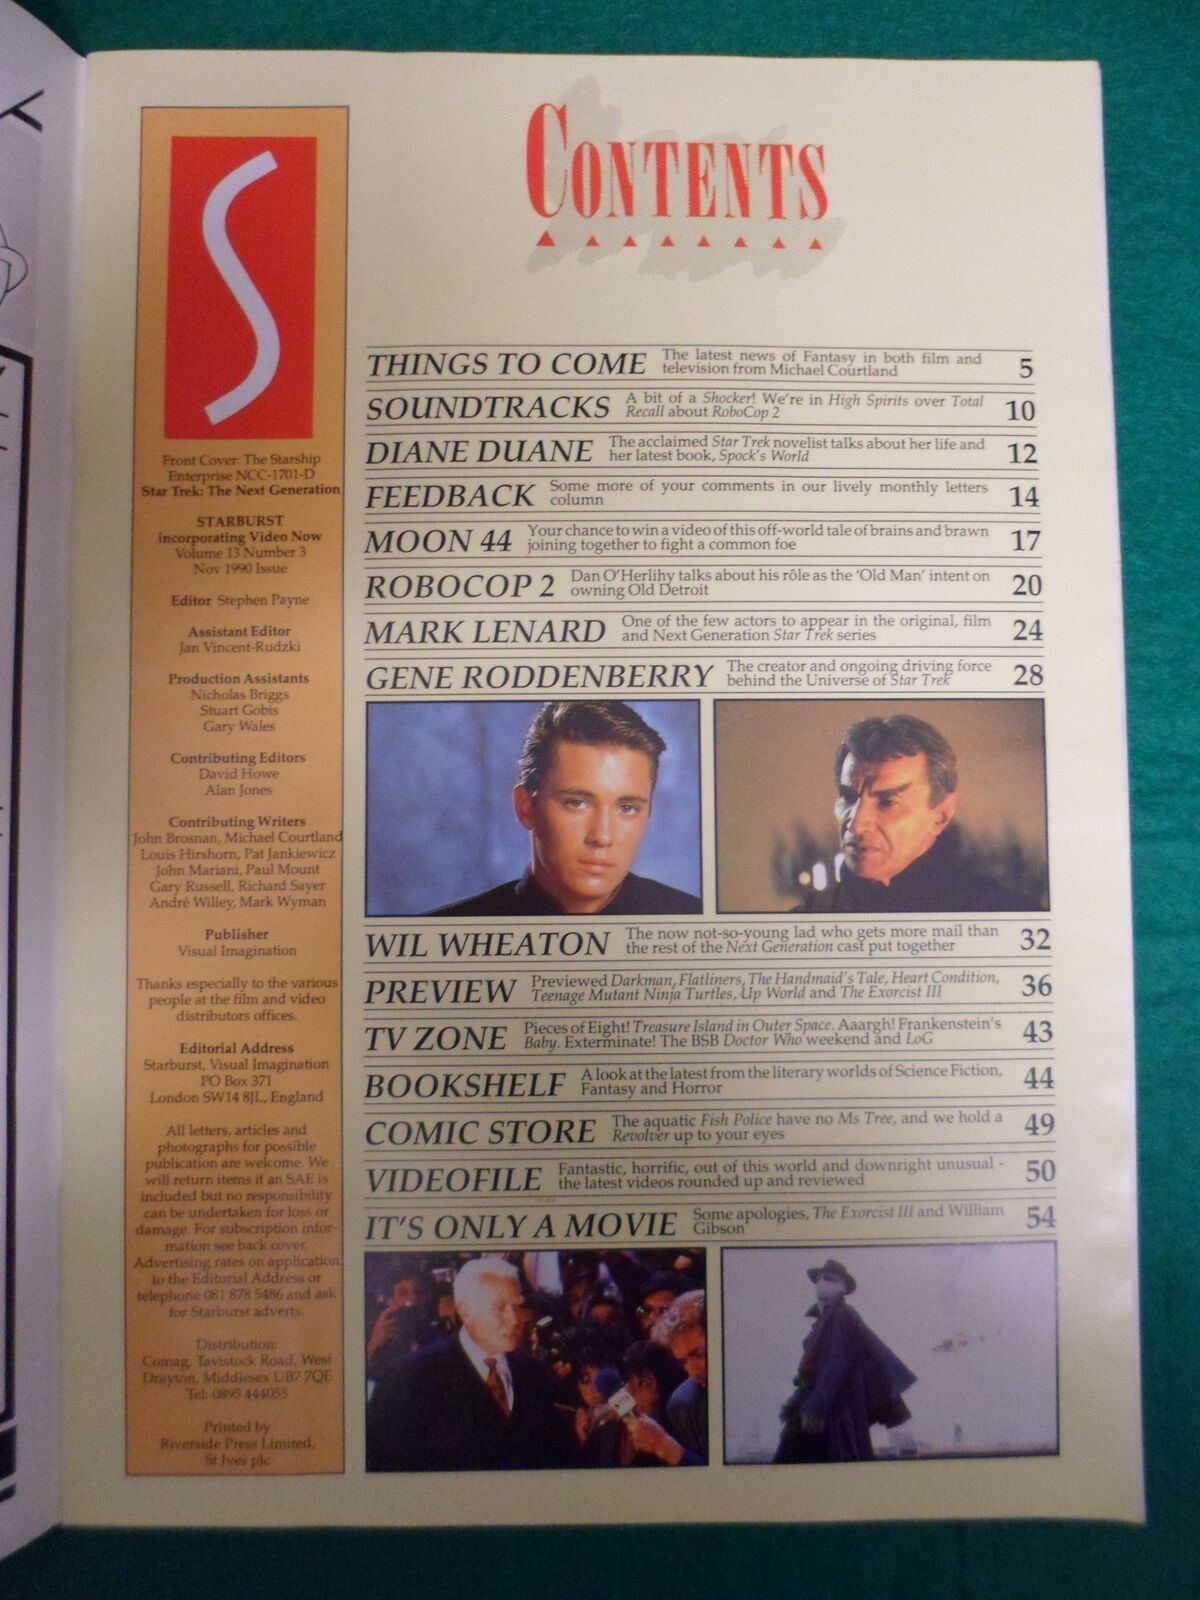 S
Front Cover: The Starship
Enterprise NCC-1701-D
Star Trek: The Next Generation
STARBURST
incorporating Video Now
Volume 13 Number 3
Nov 1990 Issue
Editor Stephen Payne
Assistant Editor
Jan Vincent-Rudzki
Production Assistants
Nicholas Briggs
Stuart Gobis
Gary Wales
Contributing Editors
David Howe
Alan Jones
Contributing Writers
John Brosnan, Michael Courtland
Louis Hirshorn, Pat Jankiewicz
John Mariani, Paul Mount
Gary Russell, Richard Sayer
André Willey, Mark Wyman
Publisher
Visual Imagination
Thanks especially to the various
people at the film and video
distributors offices.
Editorial Address
Starburst, Visual Imagination
PO Box 371
London SW14 8JL, England
All letters, articles and
photographs for possible
publication are welcome. We
will return items if an SAE is
included but no responsibility
can be undertaken for loss or
damage. For subscription infor-
mation see back cover.
Advertising rates on application
to the Editorial Address or
telephone 081 878 5486 and ask
for Starburst adverts.
Distribution:
Comag, Tavistock Road, West
Drayton, Middlesex UB7 7QE
Tel: 0895 444055
Printed by
Riverside Press Limited,
St Ives plc
CONTENTS
THINGS TO COME The latest news of Fantasy in both film and
television from Michael Courtland 5
SOUNDTRACKS A bit of a Shocker! We're in High Spirits over Total
Recall about RoboCop 2 10
DIANE DUANE The acclaimed Star Trek novelist talks about her life and
her latest book, Spock's World 12
FEEDBACK Some more of your comments in our lively monthly letters
column 14
MOON 44 Your chance to win a video of this off-world tale of brains and brawn
joining together to fight a common foe 17
ROBOCOP 2 Dan O'Herlihy talks about his rôle as the 'Old Man' intent on
owning Old Detroit 20
MARK LENARD One of the few actors to appear in the original, film
and Next Generation Star Trek series 24
GENE RODDENBERRY The creator and ongoing driving force
behind the Universe of Star Trek 28
WIL WHEATON The now not-so-young lad who gets more mail than
the rest of the Next Generation cast put together 32
PREVIEW Previewed Darkman, Flatliners, The Handmaid's Tale, Heart Condition,
Teenage Mutant Ninja Turtles, Up World and The Exorcist III 36
TV ZONE Pieces of Eight! Treasure Island in Outer Space. Aaargh! Frankenstein's
Baby. Exterminate! The BSB Doctor Who weekend and LoG 43
BOOKSHELF A look at the latest from the literary worlds of Science Fiction,
Fantasy and Horror 44
COMIC STORE The aquatic Fish Police have no Ms Tree, and we hold a
Revolver up to your eyes 49
VIDEOFILE Fantastic, horrific, out of this world and downright unusual -
the latest videos rounded up and reviewed 50
IT'S ONLY A MOVIE Some apologies, The Exorcist III and William
Gibson 54